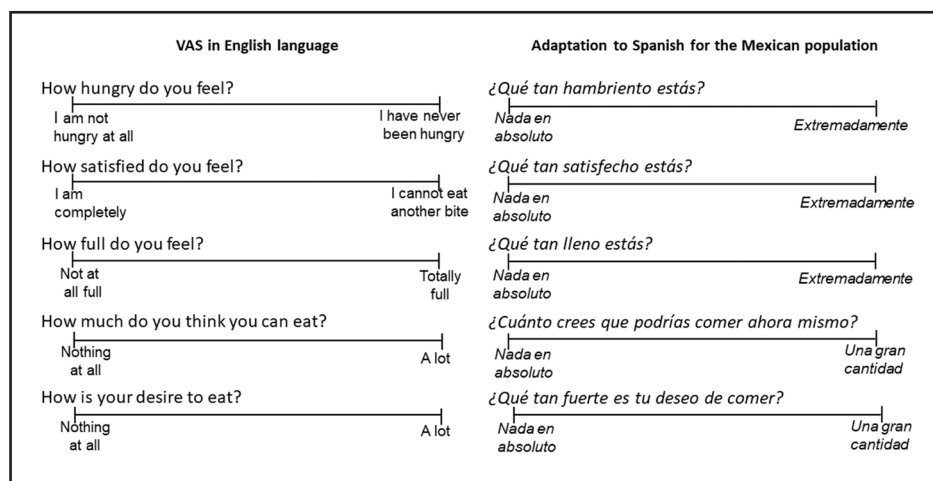 VAS in English language
How hungry do you feel?
I am not
hungry at all
I have never
been hungry
How satisfied do you feel?
I am
completely
I cannot eat
another bite
How full do you feel?
Not at
all full
Totally
full
How much do you think you can eat?
Nothing
at all
A lot
How is your desire to eat?
Nothing
at all
A lot
Adaptation to Spanish for the Mexican population
¿Qué tan hambriento estás?
Nada en
absoluto
Extremadamente
¿Qué tan satisfecho estás?
Nada en
absoluto
Extremadamente
¿Qué tan lleno estás?
Nada en
absoluto
Extremadamente
¿Cuánto crees que podrías comer ahora mismo?
Nada en
absoluto
Una gran
cantidad
¿Qué tan fuerte es tu deseo de comer?
Nada en
absoluto
Una gran
cantidad